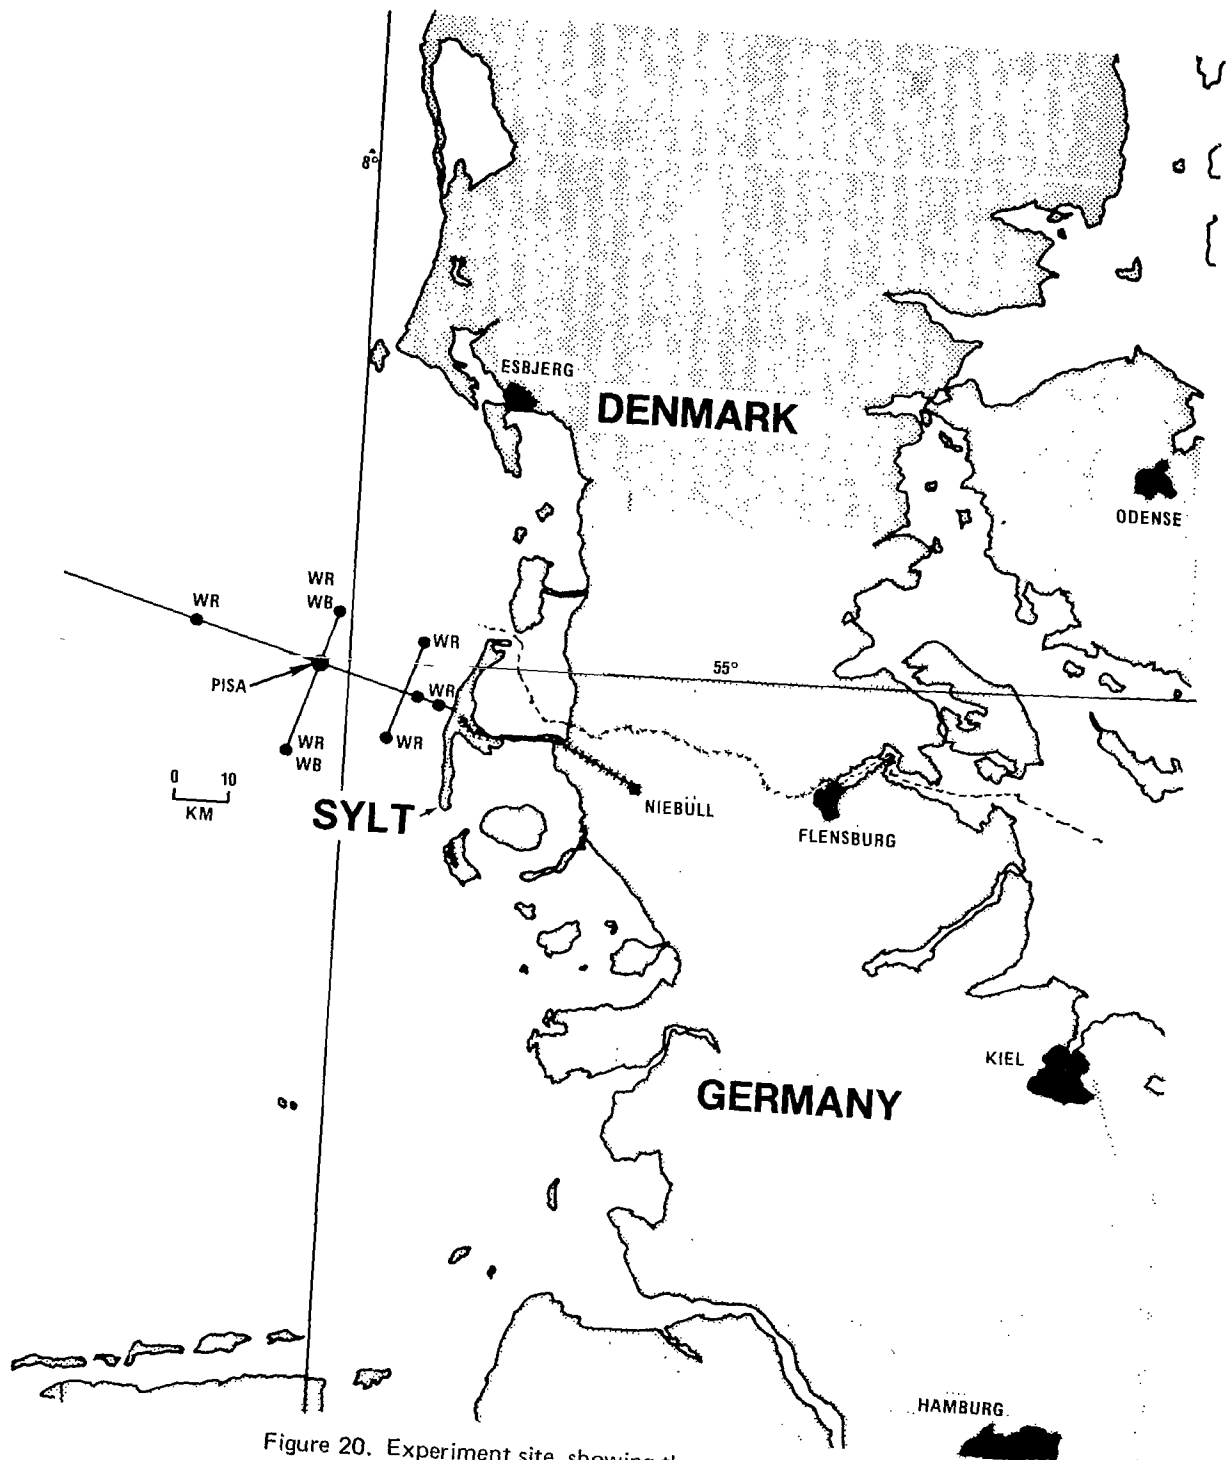 8°
ESBJERG
DENMARK
ODENSE
WR
WB
WR
WR
PISA
55°
WR
WR
WR
WB
0 10
KM
SYLT
NIEBÜLL
FLENSBURG
KIEL
GERMANY
HAMBURG
Figure 20. Experiment site, showing